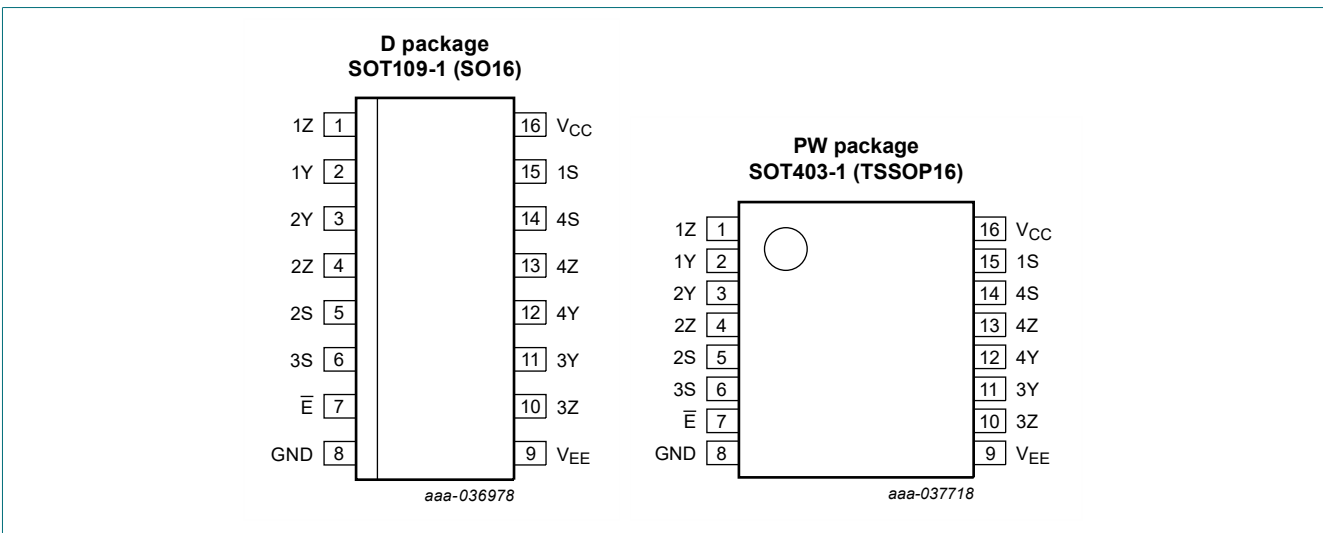 D package
SOT109-1 (SO16)
1Z 1 16 VCC
1Y 2 15 1S
2Y 3 14 4S
2Z 4 13 4Z
2S 5 12 4Y
3S 6 11 3Y
E̅ 7 10 3Z
GND 8 9 VEE
aaa-036978
PW package
SOT403-1 (TSSOP16)
1Z 1 16 VCC
1Y 2 15 1S
2Y 3 14 4S
2Z 4 13 4Z
2S 5 12 4Y
3S 6 11 3Y
E̅ 7 10 3Z
GND 8 9 VEE
aaa-037718